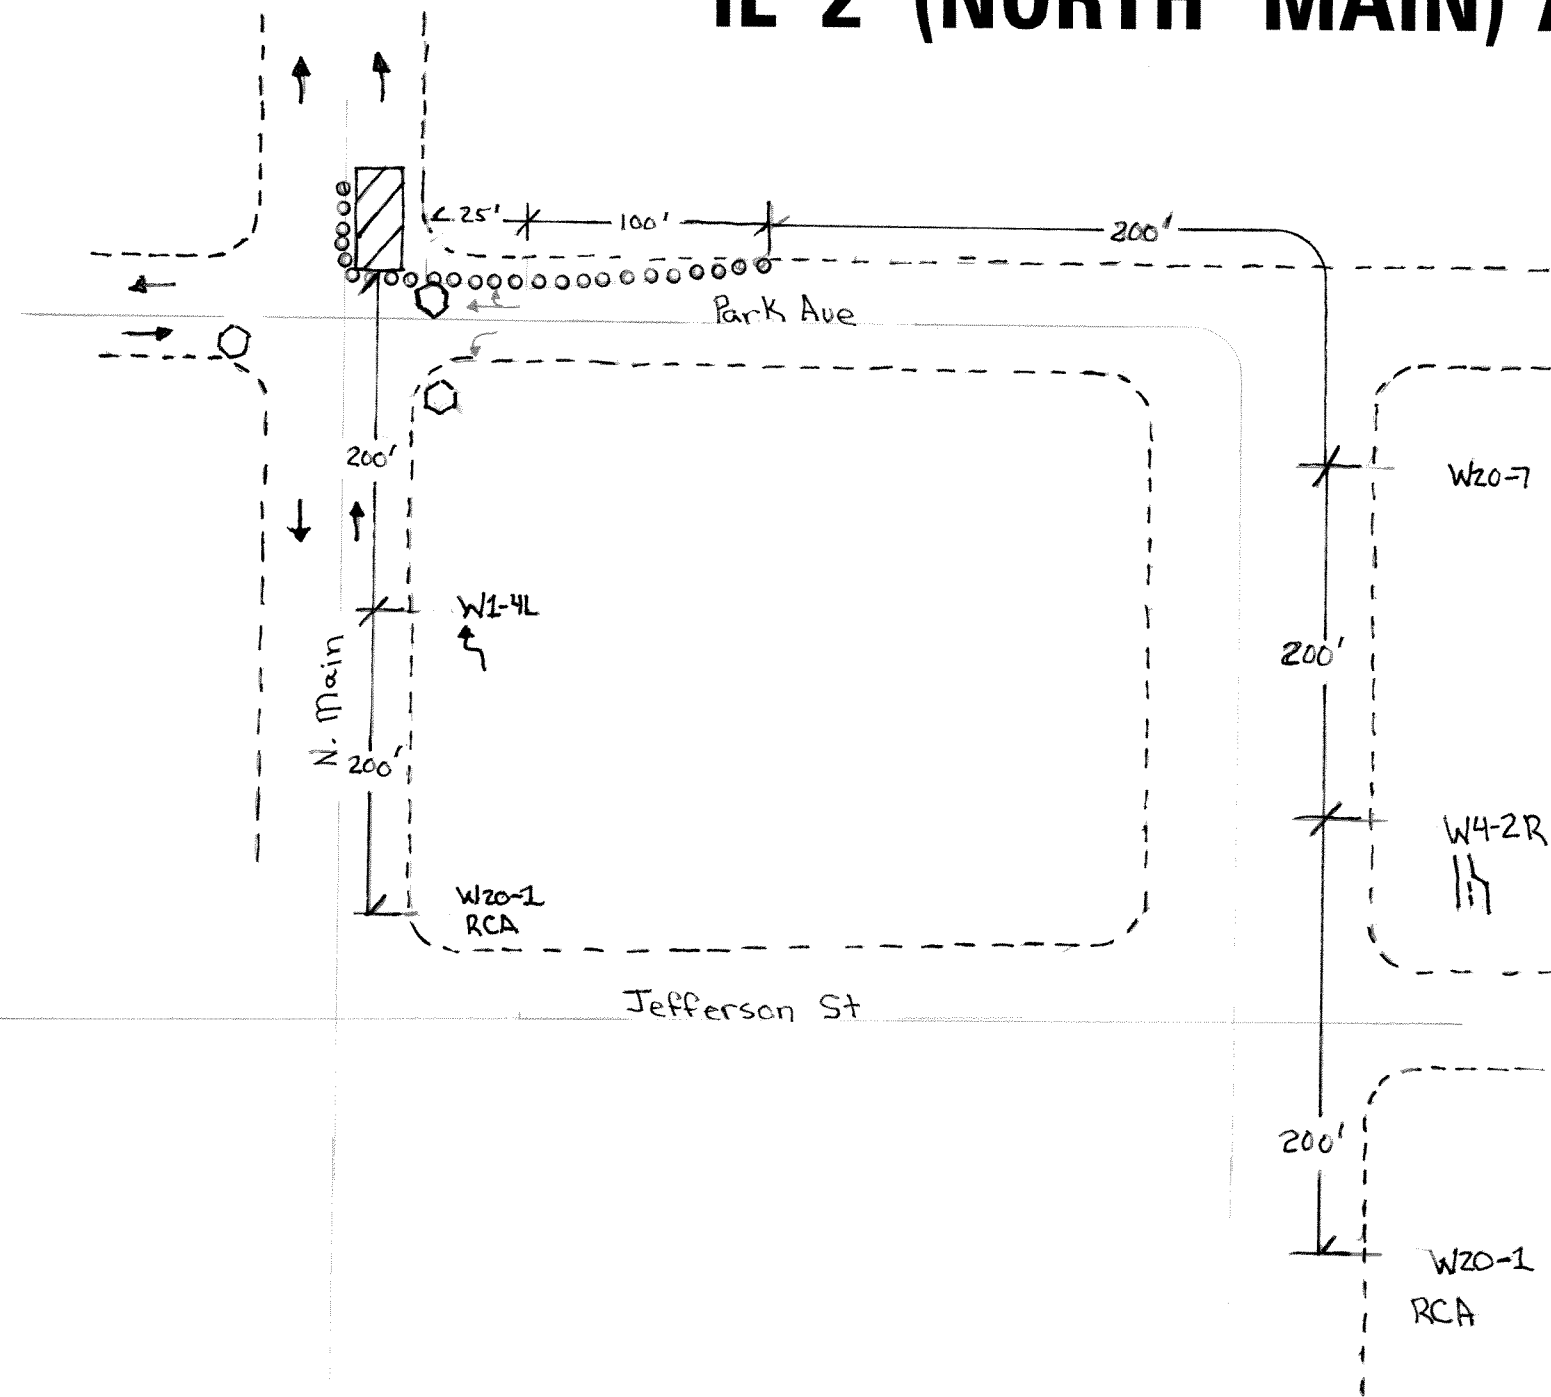 IL 2 (NORTH MAIN)
25' 100' 200'
Park Ave
200'
W20-7
W1-4L
N. Main
200'
200'
W4-2R
200'
W20-1
RCA
Jefferson St
200'
W20-1
RCA